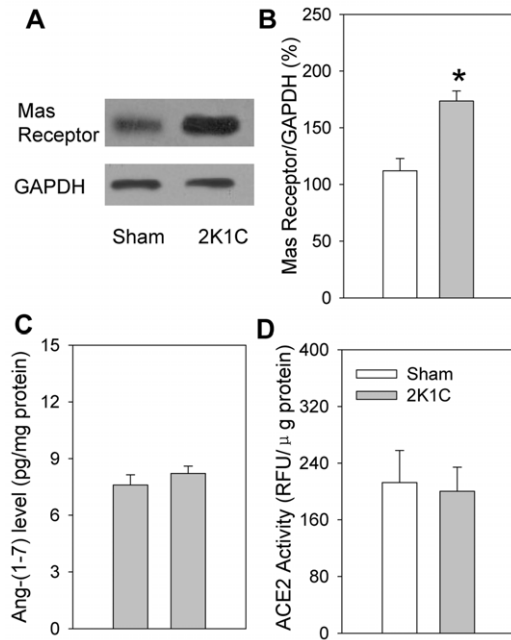 A
Mas
Receptor
GAPDH
Sham 2K1C
B
Mas Receptor/GAPDH (%)
250
200
150
100
50
0
*
C
Ang-(1-7) level (pg/mg protein)
15
12
9
6
3
0
D
ACE2 Activity (RFU/ μ g protein)
400
320
240
160
80
0
Sham
2K1C